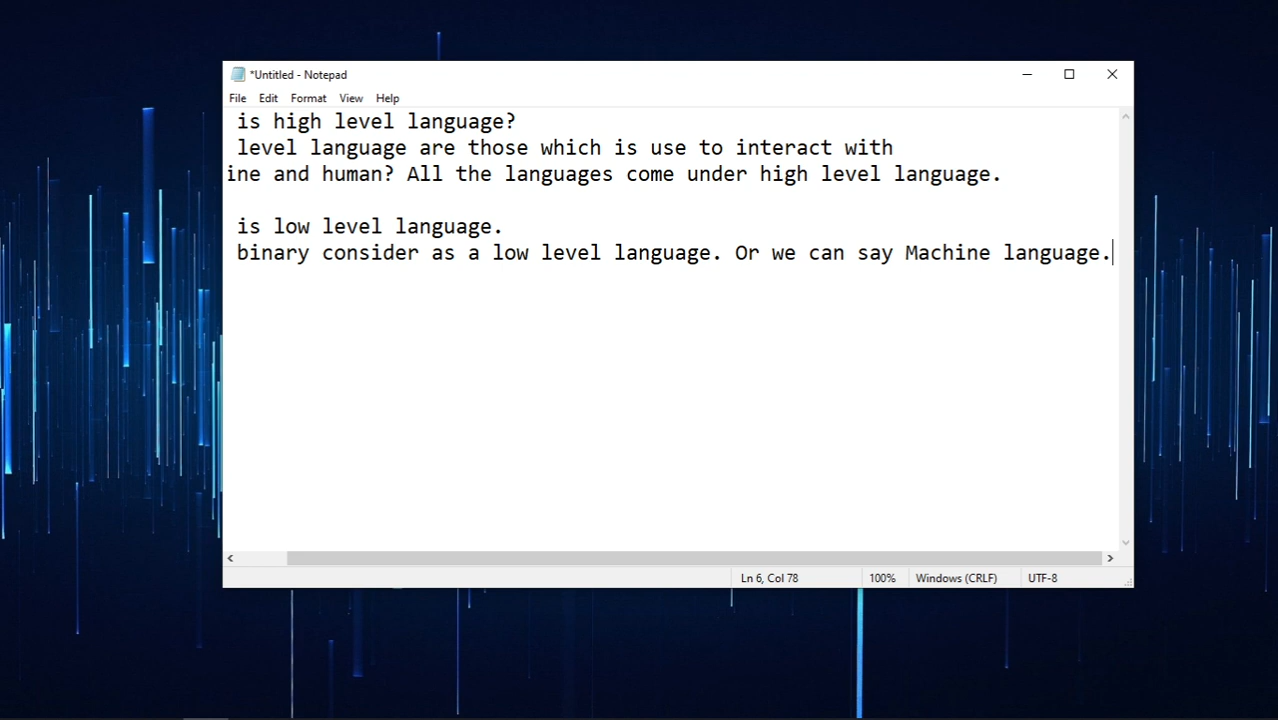 *Untitled - Notepad
File Edit Format View Help
is high level language?
level language are those which is use to interact with
ine and human? All the languages come under high level language.
is low level language.
binary consider as a low level language. Or we can say Machine language.
Ln 6, Col 78 100% Windows (CRLF) UTF-8